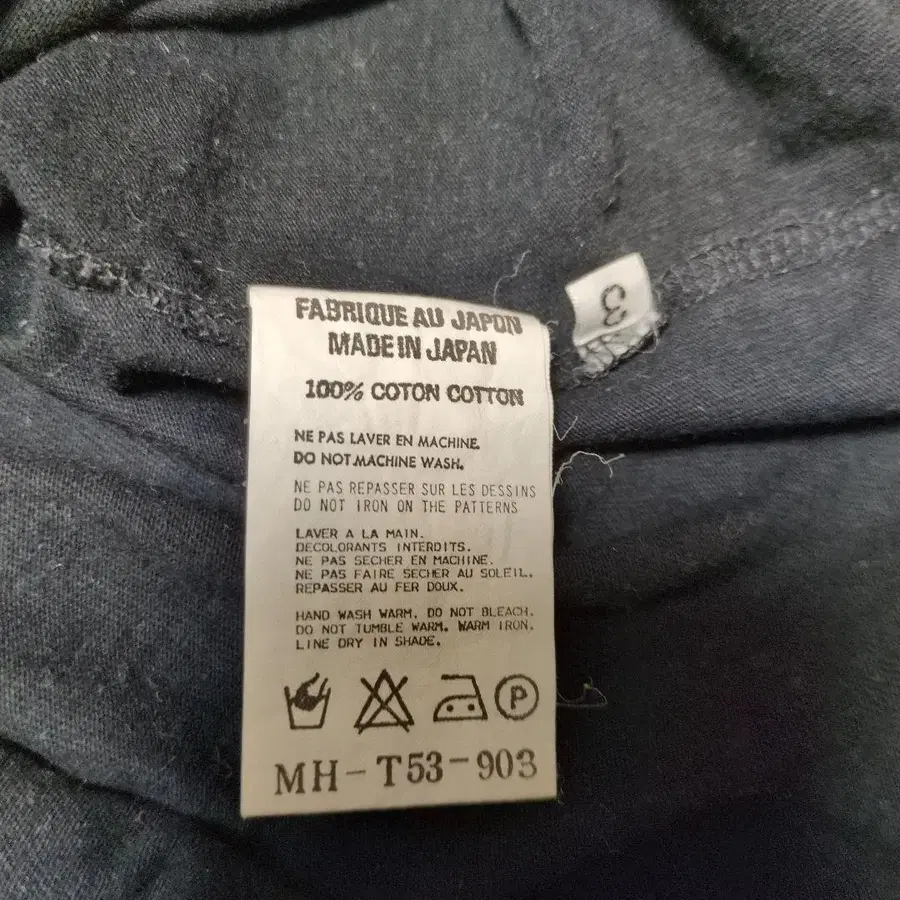 FABRIQUE AU JAPON
MADE IN JAPAN
100% COTON COTTON
3
NE PAS LAVER EN MACHINE.
DO NOT MACHINE WASH.
NE PAS REPASSER SUR LES DESSINS
DO NOT IRON ON THE PATTERNS
LAVER A LA MAIN.
DECOLORANTS INTERDITS.
NE PAS SECHER EN MACHINE.
NE PAS FAIRE SECHER AU SOLEIL.
REPASSER AU FER DOUX.
HAND WASH WARM. DO NOT BLEACH.
DO NOT TUMBLE WARM. WARM IRON.
LINE DRY IN SHADE.
P
MH-T53-903